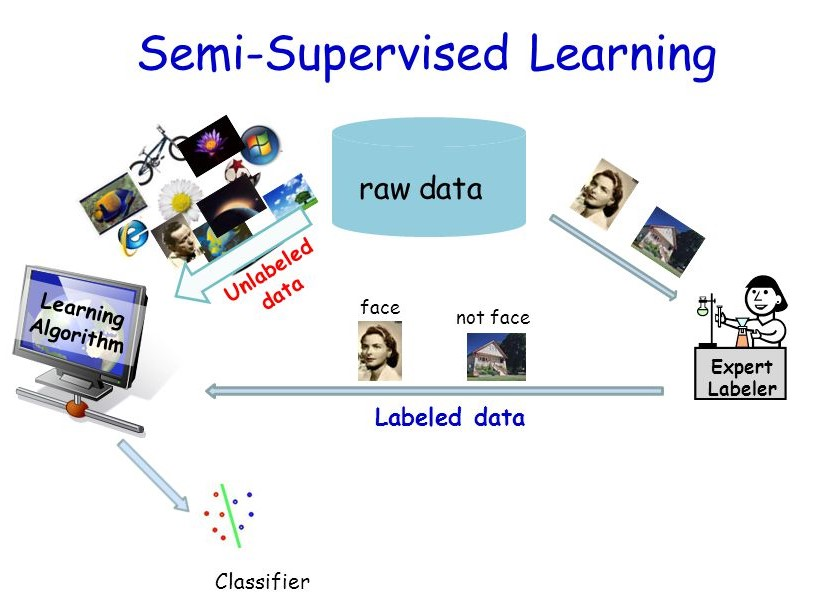 Semi-Supervised Learning
raw data
Unlabeled
data
Learning
Algorithm
face
not face
Expert
Labeler
Labeled data
Classifier